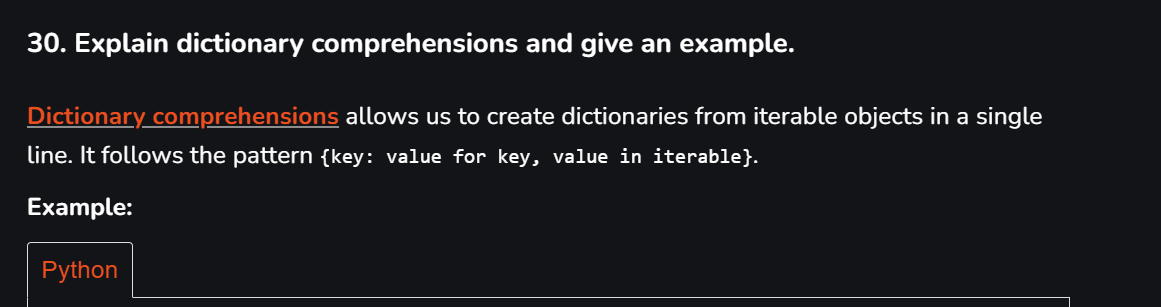 30. Explain dictionary comprehensions and give an example.
Dictionary comprehensions allows us to create dictionaries from iterable objects in a single
line. It follows the pattern {key: value for key, value in iterable}.
Example:
Python